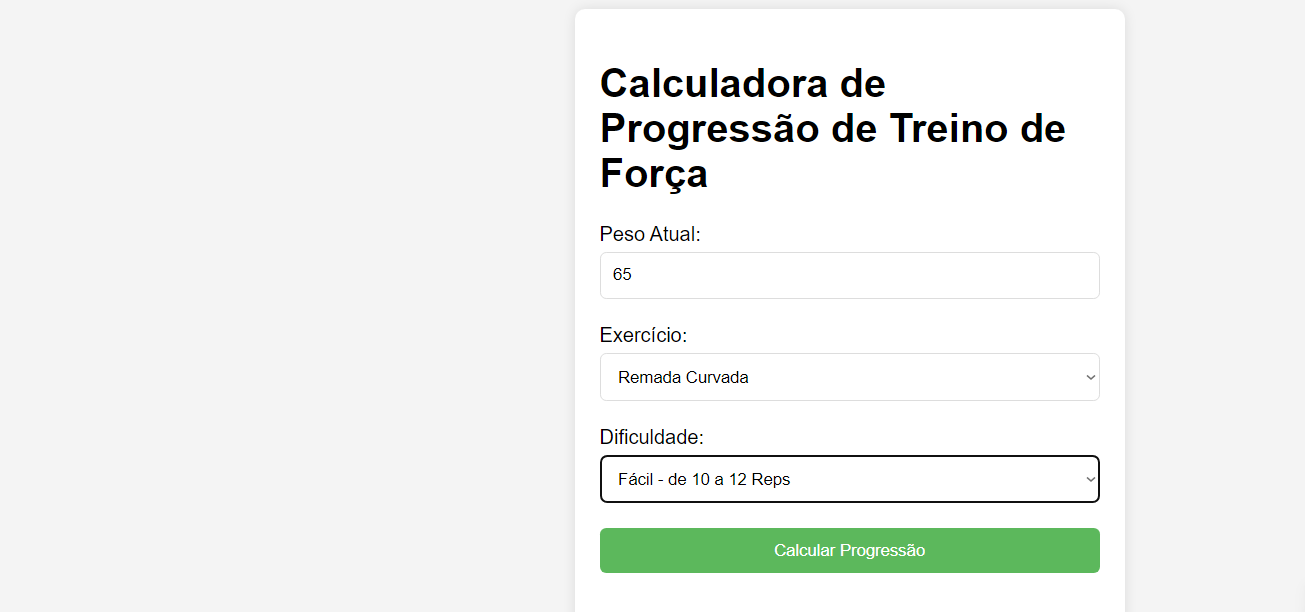 Calculadora de
Progressão de Treino de
Força
Peso Atual:
65
Exercício:
Remada Curvada
Dificuldade:
Fácil - de 10 a 12 Reps
Calcular Progressão